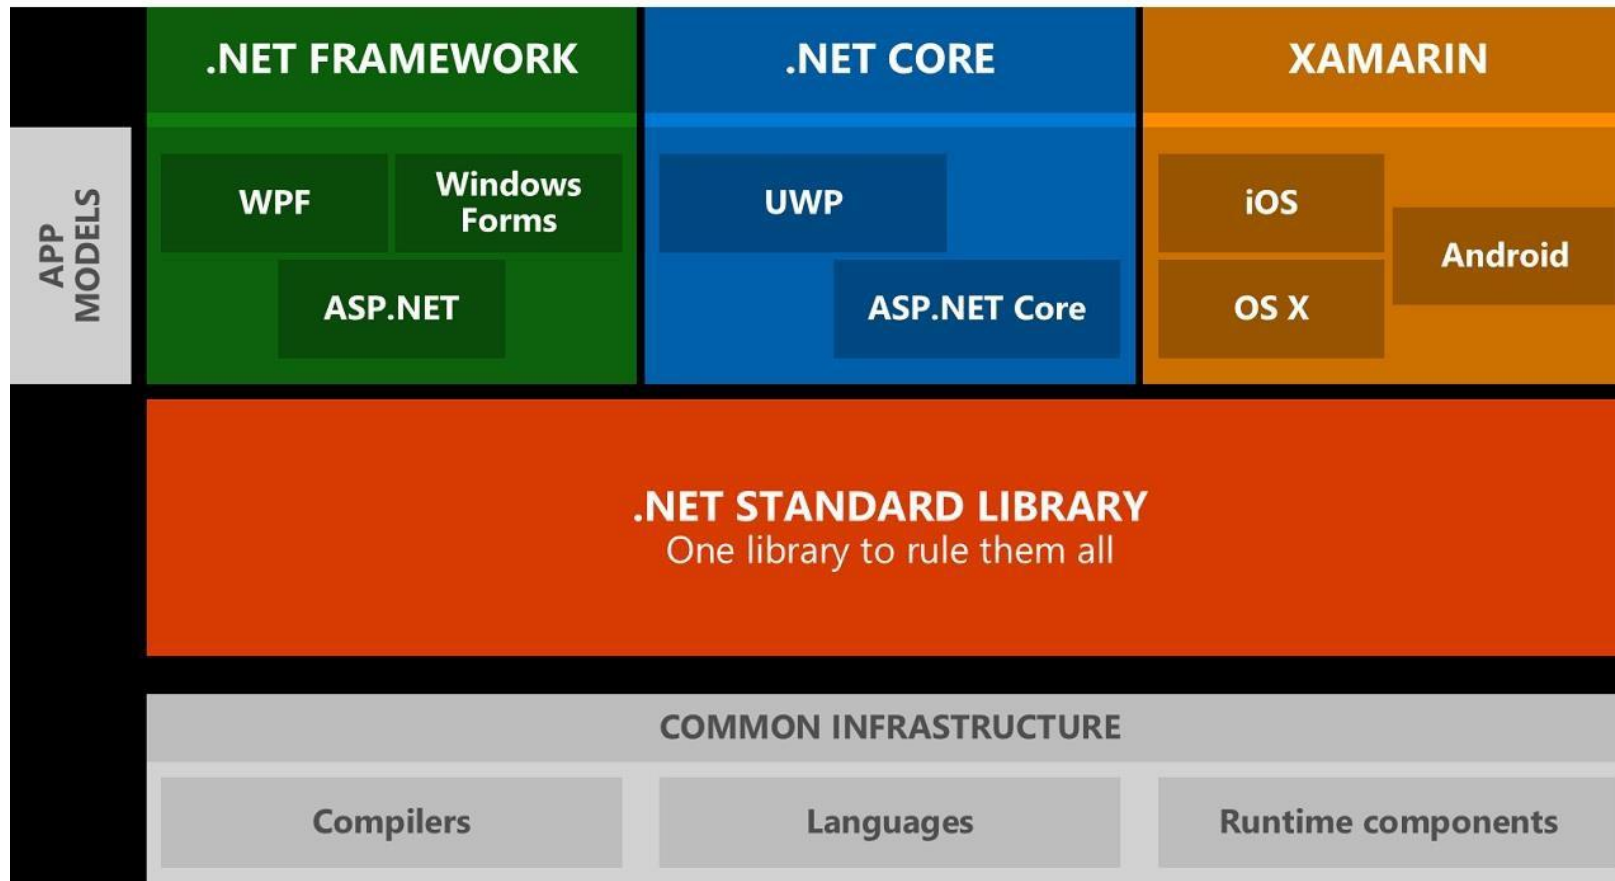 .NET FRAMEWORK
.NET CORE
XAMARIN
APP
MODELS
WPF
Windows
Forms
ASP.NET
UWP
ASP.NET Core
iOS
Android
OS X
.NET STANDARD LIBRARY
One library to rule them all
COMMON INFRASTRUCTURE
Compilers
Languages
Runtime components